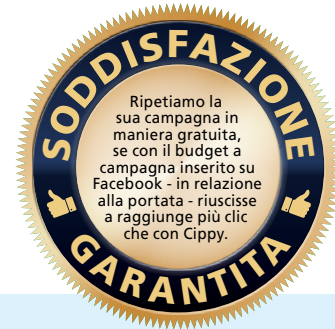 SODDISFAZIONE
Ripetiamo la
sua campagna in
maniera gratuita,
se con il budget a
campagna inserito su
Facebook - in relazione
alla portata - riuscisse
a raggiunge più clic
che con Cippy.
GARANTITA